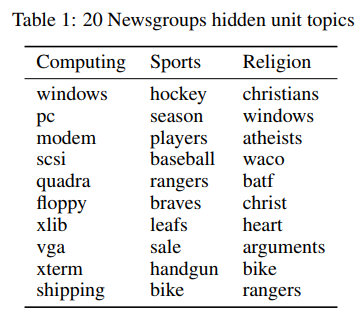 Table 1: 20 Newsgroups hidden unit topics
Computing Sports Religion
windows hockey christians
pc season windows
modem players atheists
scsi baseball waco
quadra rangers batf
floppy braves christ
xlib leafs heart
vga sale arguments
xterm handgun bike
shipping bike rangers